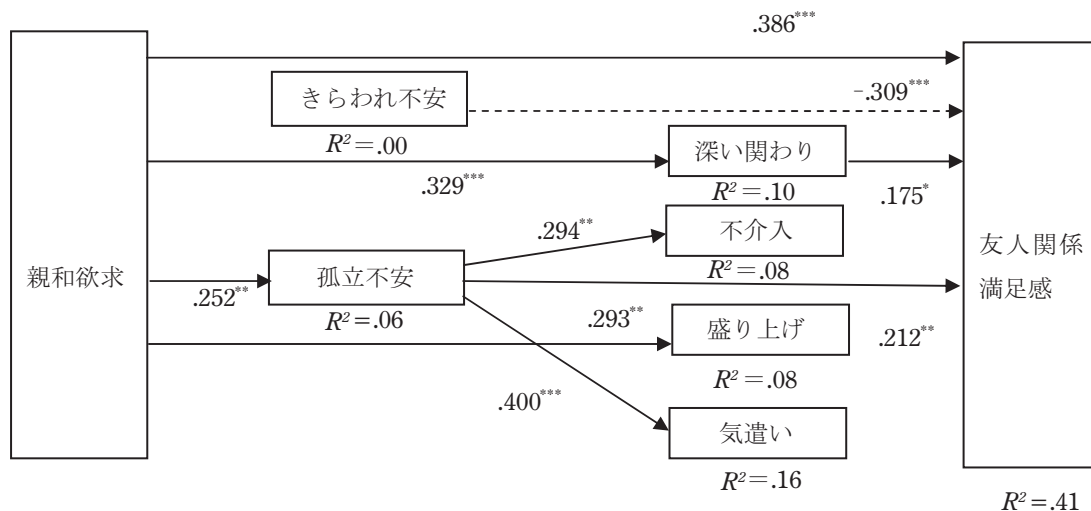 .386***
きらわれ不安
-.309***
R²=.00
深い関わり
.329***
R²=.10
.175*
不介入
.294**
R²=.08
親和欲求
孤立不安
友人関係
満足感
.252**
R²=.06
.293**
盛り上げ
.212**
R²=.08
.400***
気遣い
R²=.16
R²=.41